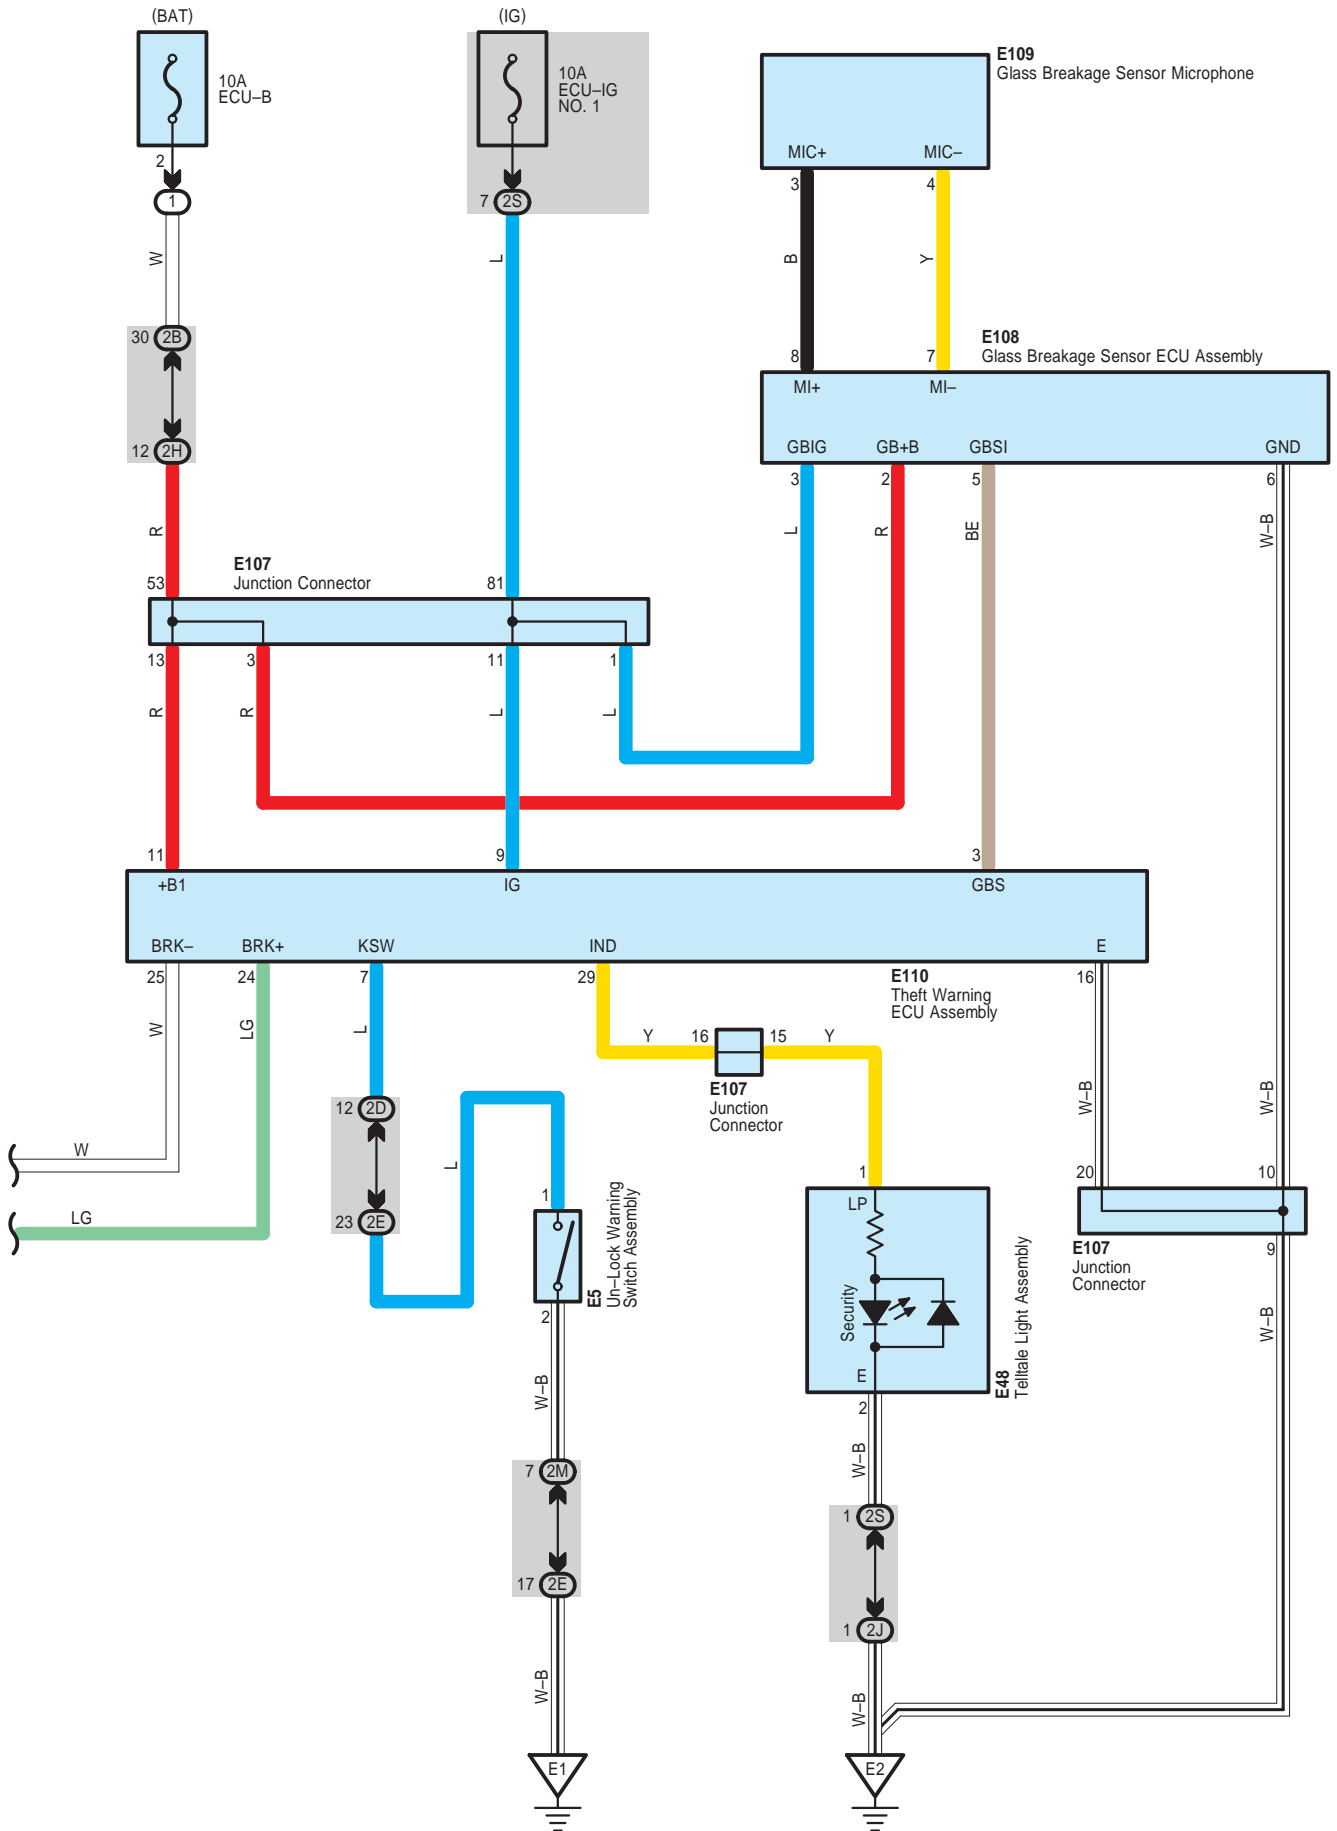 (BAT)
(IG)
10A
ECU–B
10A
ECU–IG
NO. 1
E109
Glass Breakage Sensor Microphone
MIC+
MIC–
2
1
7
2S
3
4
W
L
B
Y
30
2B
12
2H
8
7
E108
Glass Breakage Sensor ECU Assembly
MI+
MI–
GBIG
GB+B
GBSI
GND
3
2
5
6
R
L
R
BE
W–B
E107
Junction Connector
53
81
13
3
11
1
R
R
L
L
11
9
3
+B1
IG
GBS
BRK–
BRK+
KSW
IND
E
25
24
7
29
16
E110
Theft Warning
ECU Assembly
W
LG
L
Y
16
15
Y
E107
Junction
Connector
W–B
W–B
12
2D
23
2E
L
W
LG
1
2
E5
Un–Lock Warning
Switch Assembly
1
LP
Security
E
2
E48
Telltale Light Assembly
20
10
9
E107
Junction
Connector
W–B
W–B
W–B
7
2M
17
2E
1
2S
1
2J
W–B
W–B
E1
E2